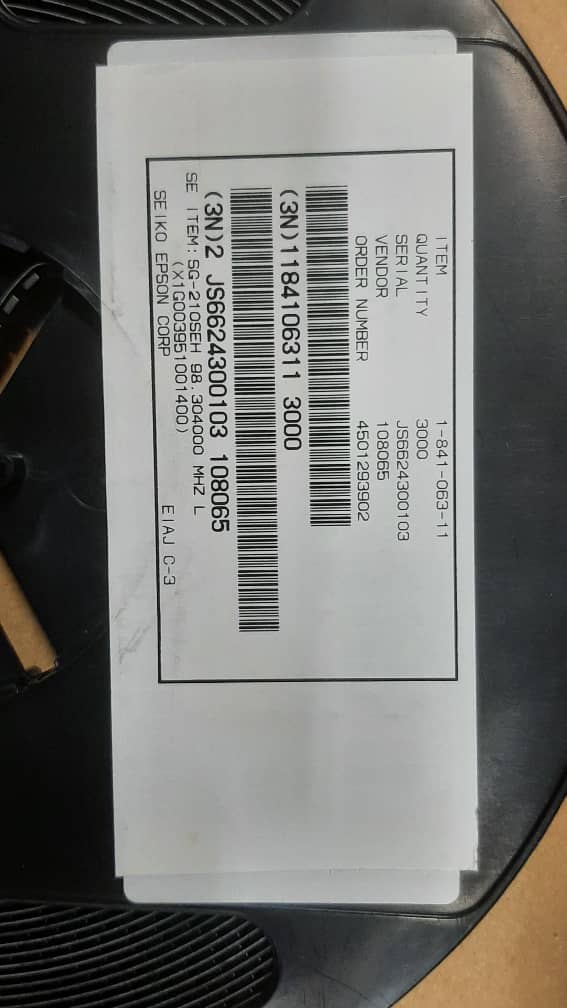 ITEM 1-841-063-11
QUANTITY 3000
SERIAL JS6624300103
VENDOR 108065
ORDER NUMBER 4501293902
(3N)1184106311 3000
(3N)2 JS6624300103 108065
SE ITEM:SG-210SEH 98.304000 MHZ L
(X1G003951001400)
SEIKO EPSON CORP EIAJ C-3